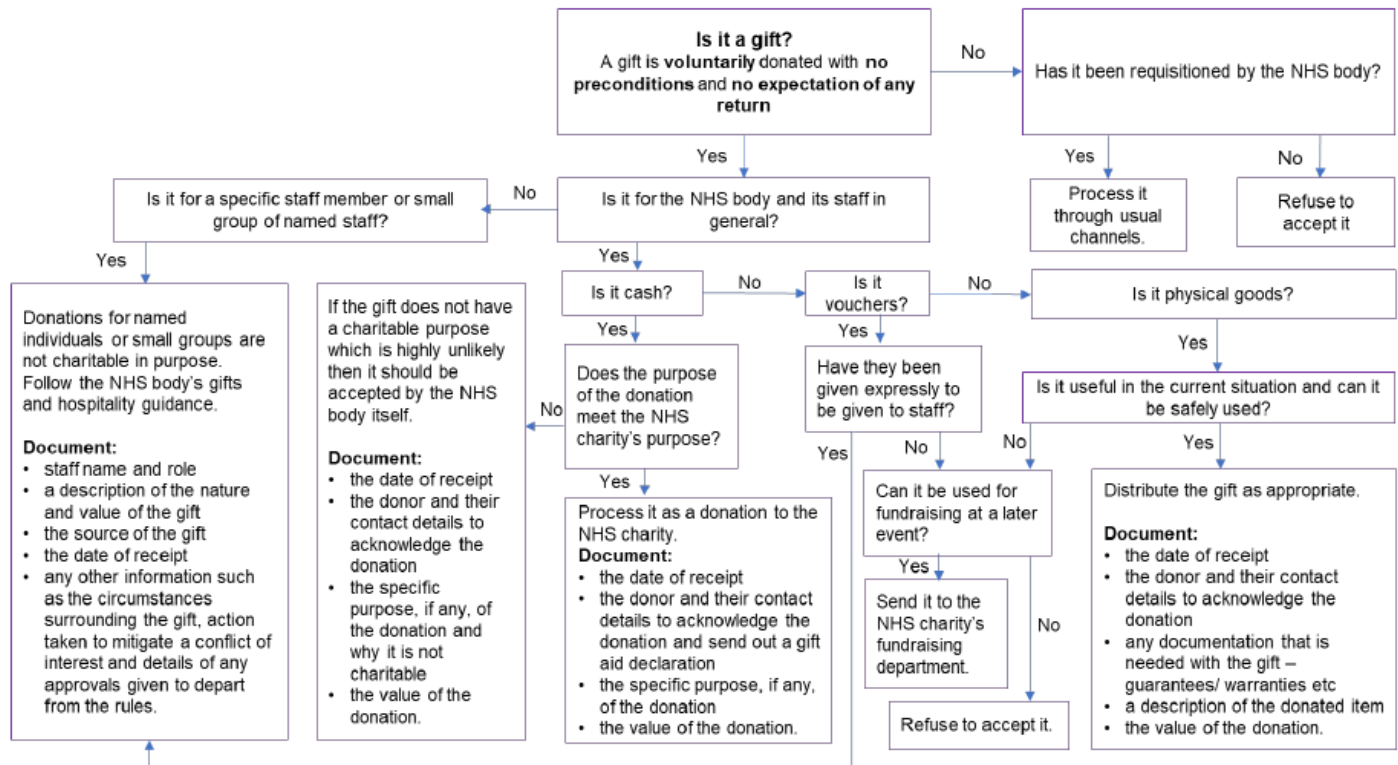 Is it a gift?
A gift is voluntarily donated with no
preconditions and no expectation of any
return
No
Has it been requisitioned by the NHS body?
Yes
Yes
No
Process it
through usual
channels.
Refuse to
accept it
Is it for a specific staff member or small
group of named staff?
No
Is it for the NHS body and its staff in
general?
Yes
Yes
Donations for named
individuals or small groups are
not charitable in purpose.
Follow the NHS body's gifts
and hospitality guidance.
Document:
• staff name and role
• a description of the nature
and value of the gift
• the source of the gift
• the date of receipt
• any other information such
as the circumstances
surrounding the gift, action
taken to mitigate a conflict of
interest and details of any
approvals given to depart
from the rules.
If the gift does not have
a charitable purpose
which is highly unlikely
then it should be
accepted by the NHS
body itself.
Document:
• the date of receipt
• the donor and their
contact details to
acknowledge the
donation
• the specific
purpose, if any, of
the donation and
why it is not
charitable
• the value of the
donation.
Is it cash?
No
Is it
vouchers?
No
Is it physical goods?
Yes
Yes
Yes
Does the purpose
of the donation
meet the NHS
charity's purpose?
No
Yes
Process it as a donation to the
NHS charity.
Document:
• the date of receipt
• the donor and their contact
details to acknowledge the
donation and send out a gift
aid declaration
• the specific purpose, if any,
of the donation
• the value of the donation.
Have they been
given expressly to
be given to staff?
Yes
No
No
Can it be used for
fundraising at a later
event?
Yes
No
Send it to the
NHS charity's
fundraising
department.
Refuse to accept it.
Is it useful in the current situation and can it
be safely used?
Yes
Distribute the gift as appropriate.
Document:
• the date of receipt
• the donor and their contact
details to acknowledge the
donation
• any documentation that is
needed with the gift –
guarantees/ warranties etc
• a description of the donated item
• the value of the donation.